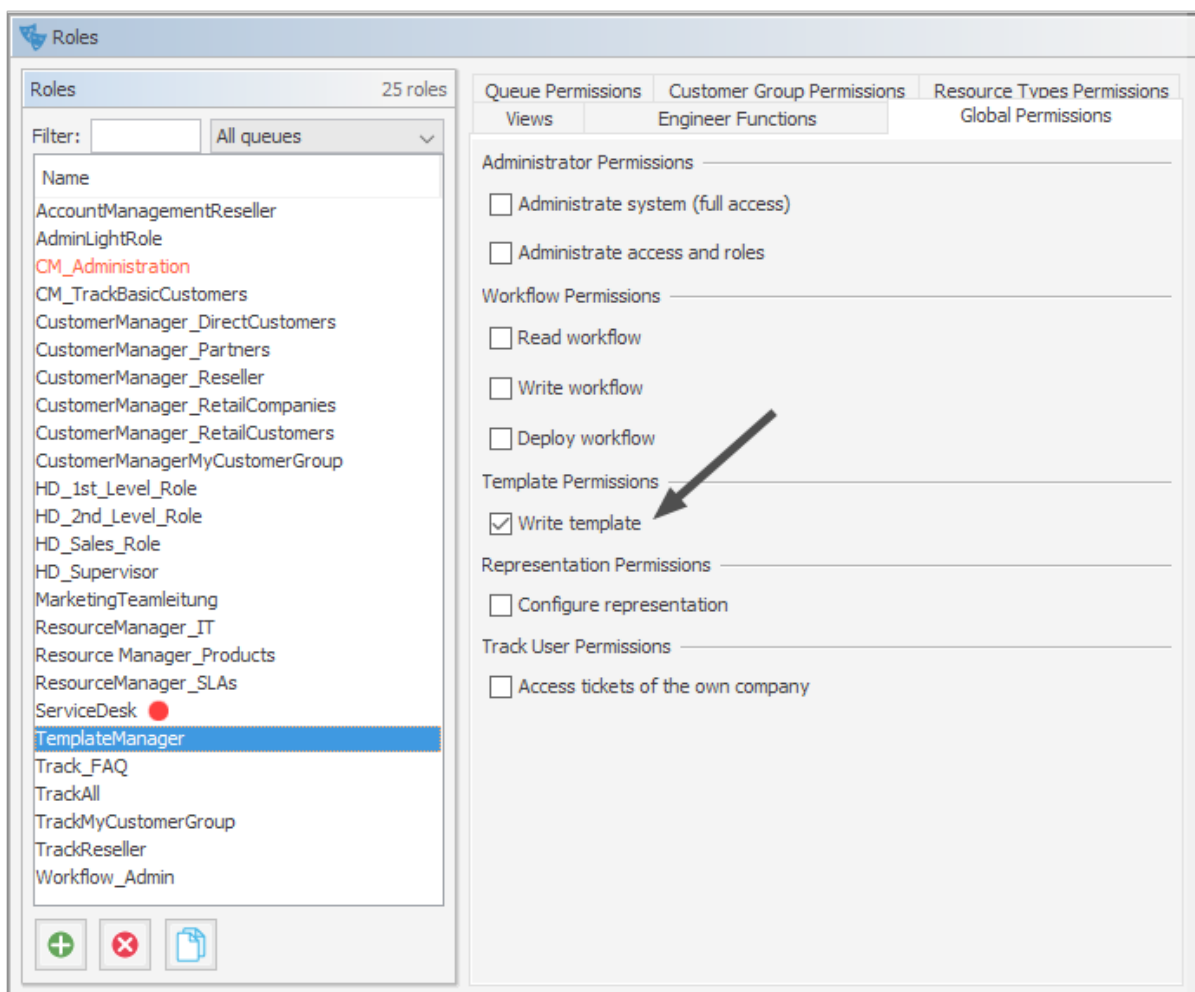 Roles
Roles 25 roles
Filter: All queues
Name
AccountManagementReseller
AdminLightRole
CM_Administration
CM_TrackBasicCustomers
CustomerManager_DirectCustomers
CustomerManager_Partners
CustomerManager_Reseller
CustomerManager_RetailCompanies
CustomerManager_RetailCustomers
CustomerManagerMyCustomerGroup
HD_1st_Level_Role
HD_2nd_Level_Role
HD_Sales_Role
HD_Supervisor
MarketingTeamleitung
ResourceManager_IT
Resource Manager_Products
ResourceManager_SLAs
ServiceDesk
TemplateManager
Track_FAQ
TrackAll
TrackMyCustomerGroup
TrackReseller
Workflow_Admin
Queue Permissions Customer Group Permissions Resource Types Permissions
Views Engineer Functions Global Permissions
Administrator Permissions
Administrate system (full access)
Administrate access and roles
Workflow Permissions
Read workflow
Write workflow
Deploy workflow
Template Permissions
Write template
Representation Permissions
Configure representation
Track User Permissions
Access tickets of the own company